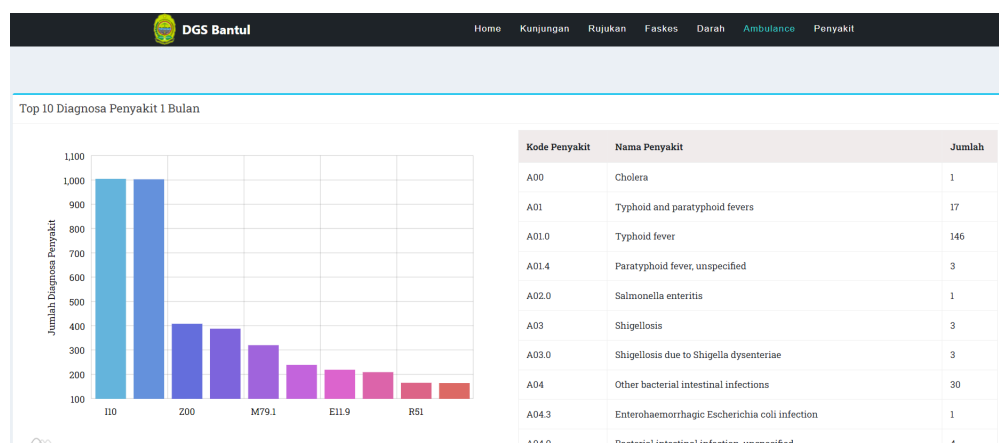 DGS Bantul Home Kunjungan Rujukan Faskes Darah Ambulance Penyakit
Top 10 Diagnosa Penyakit 1 Bulan
Jumlah Diagnosa Penyakit
1,100
1,000
900
800
700
600
500
400
300
200
100
I10 Z00 M79.1 E11.9 R51
Kode Penyakit Nama Penyakit Jumlah
A00 Cholera 1
A01 Typhoid and paratyphoid fevers 17
A01.0 Typhoid fever 146
A01.4 Paratyphoid fever, unspecified 3
A02.0 Salmonella enteritis 1
A03 Shigellosis 3
A03.0 Shigellosis due to Shigella dysenteriae 3
A04 Other bacterial intestinal infections 30
A04.3 Enterohaemorrhagic Escherichia coli infection 1
Bacterial intestinal infection, unspecified